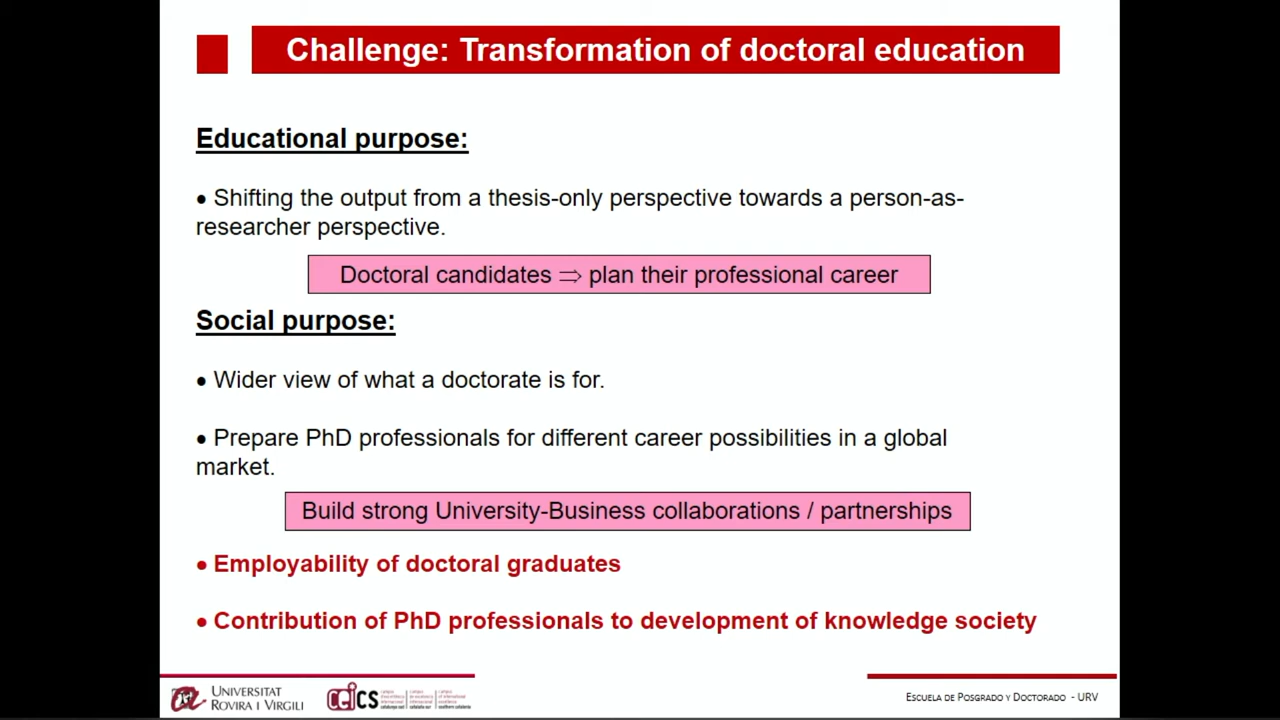 Challenge: Transformation of doctoral education
Educational purpose:
• Shifting the output from a thesis-only perspective towards a person-as-
researcher perspective.
Doctoral candidates ⇒ plan their professional career
Social purpose:
• Wider view of what a doctorate is for.
• Prepare PhD professionals for different career possibilities in a global
market.
Build strong University-Business collaborations / partnerships
• Employability of doctoral graduates
• Contribution of PhD professionals to development of knowledge society
UNIVERSITAT
ROVIRA I VIRGILI
CEICS
ESCUELA DE POSGRADO Y DOCTORADO - URV